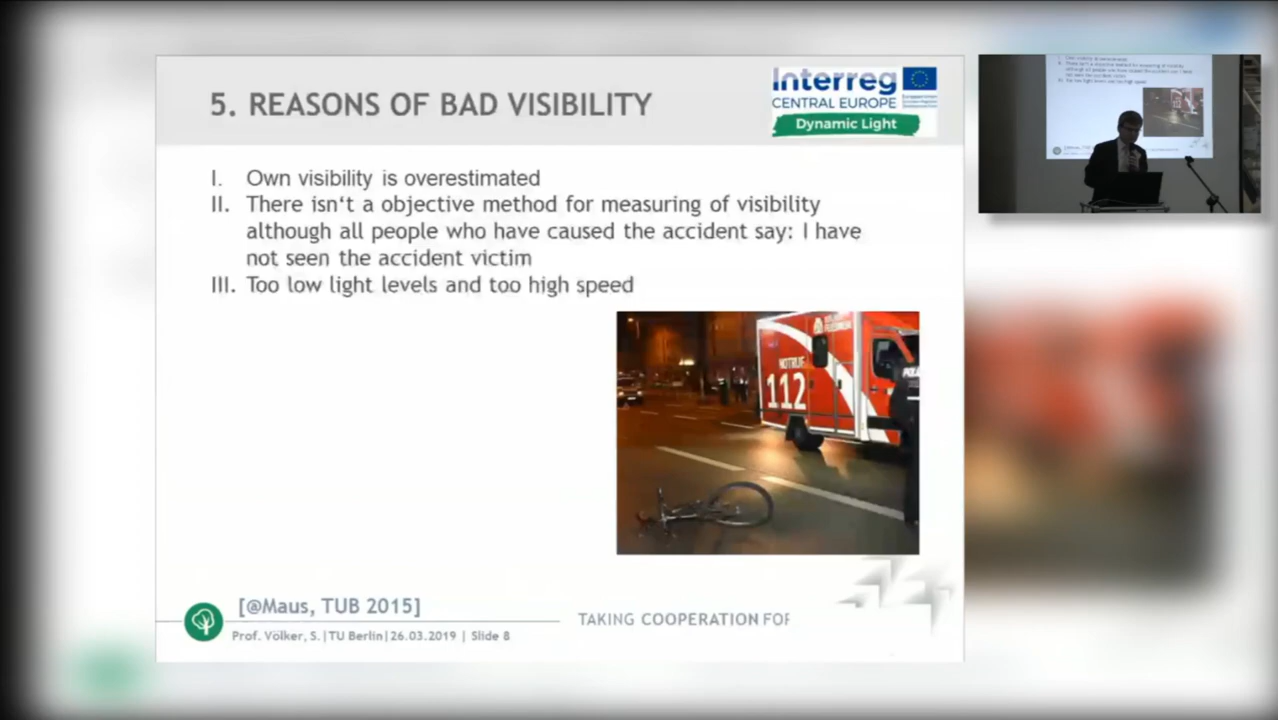 5. REASONS OF BAD VISIBILITY
Interreg
CENTRAL EUROPE
Dynamic Light
I. Own visibility is overestimated
II. There isn‘t a objective method for measuring of visibility
although all people who have caused the accident say: I have
not seen the accident victim
III. Too low light levels and too high speed
NOTRUF
112
POL
[@Maus, TUB 2015]
Prof. Völker, S.|TU Berlin|26.03.2019 | Slide 8
TAKING COOPERATION FOR